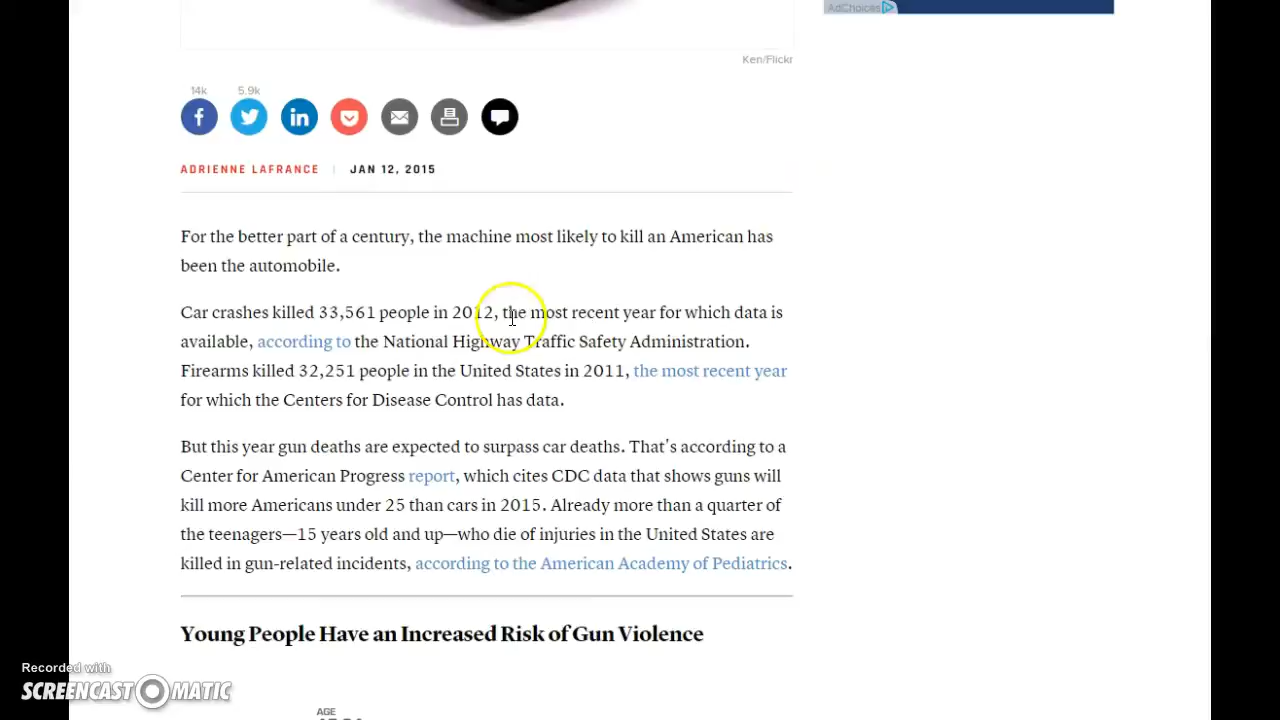 AdChoices
Ken/Flickr
14k 5.9k
f in
ADRIENNE LAFRANCE | JAN 12, 2015
For the better part of a century, the machine most likely to kill an American has
been the automobile.
Car crashes killed 33,561 people in 2012, the most recent year for which data is
available, according to the National Highway Traffic Safety Administration.
Firearms killed 32,251 people in the United States in 2011, the most recent year
for which the Centers for Disease Control has data.
But this year gun deaths are expected to surpass car deaths. That's according to a
Center for American Progress report, which cites CDC data that shows guns will
kill more Americans under 25 than cars in 2015. Already more than a quarter of
the teenagers—15 years old and up—who die of injuries in the United States are
killed in gun-related incidents, according to the American Academy of Pediatrics.
Young People Have an Increased Risk of Gun Violence
Recorded with
SCREENCAST-O-MATIC
AGE